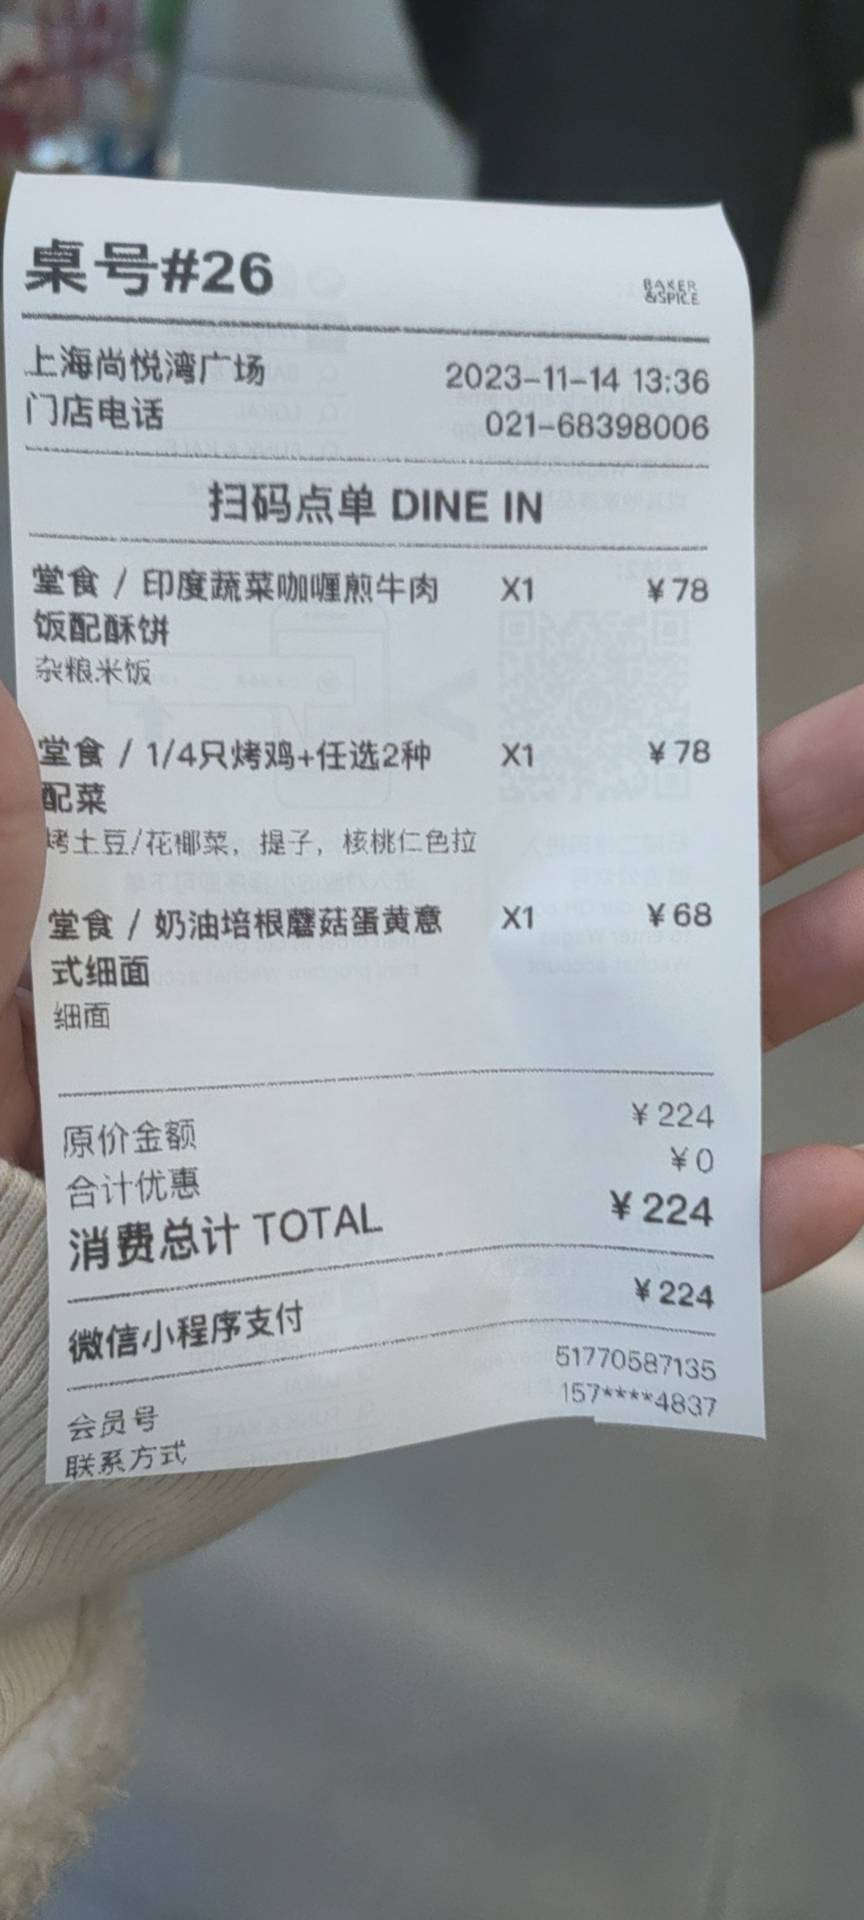 桌号#26
BAKER
&SPICE
上海尚悦湾广场 2023-11-14 13:36
门店电话 021-68398006
扫码点单 DINE IN
堂食 / 印度蔬菜咖喱煎牛肉 X1 ¥78
饭配酥饼
杂粮米饭
堂食 / 1/4只烤鸡+任选2种 X1 ¥78
配菜
烤土豆/花椰菜，提子，核桃仁色拉
堂食 / 奶油培根蘑菇蛋黄意 X1 ¥68
式细面
细面
原价金额 ¥224
合计优惠 ¥0
消费总计 TOTAL ¥224
微信小程序支付 ¥224
会员号 51770587135
联系方式 157****4837